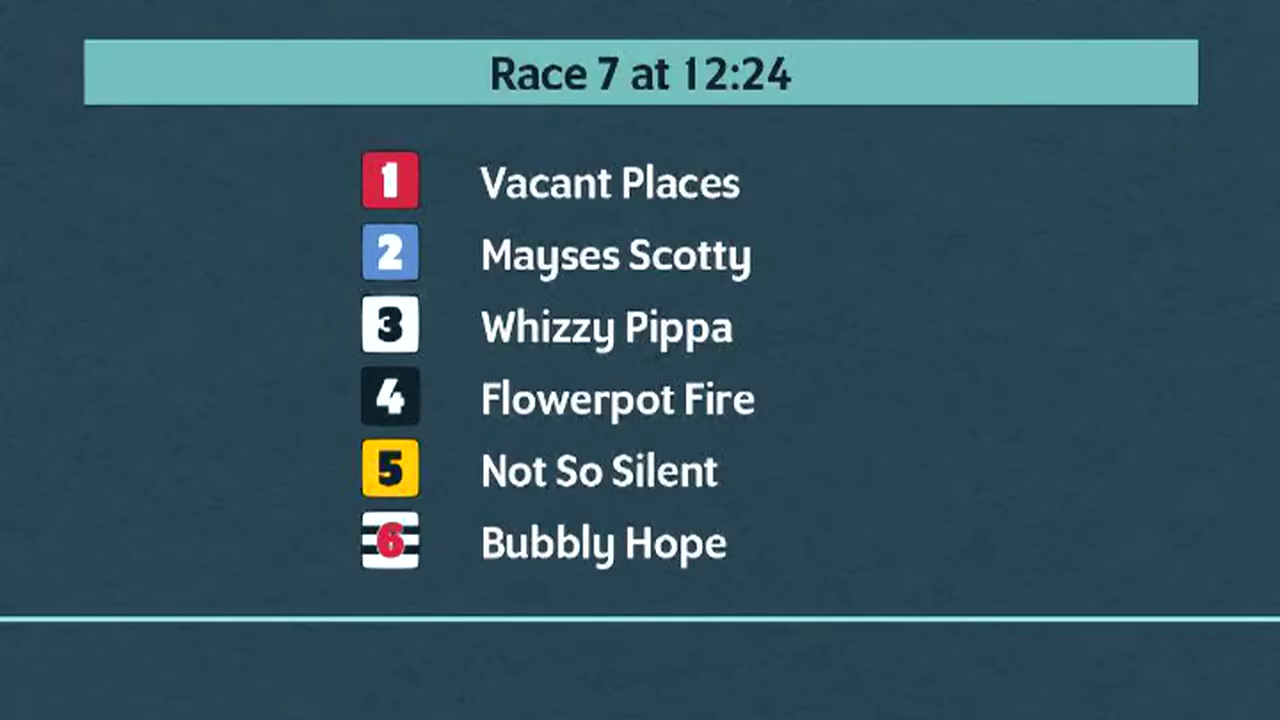 Race 7 at 12:24
1 Vacant Places
2 Mayses Scotty
3 Whizzy Pippa
4 Flowerpot Fire
5 Not So Silent
6 Bubbly Hope